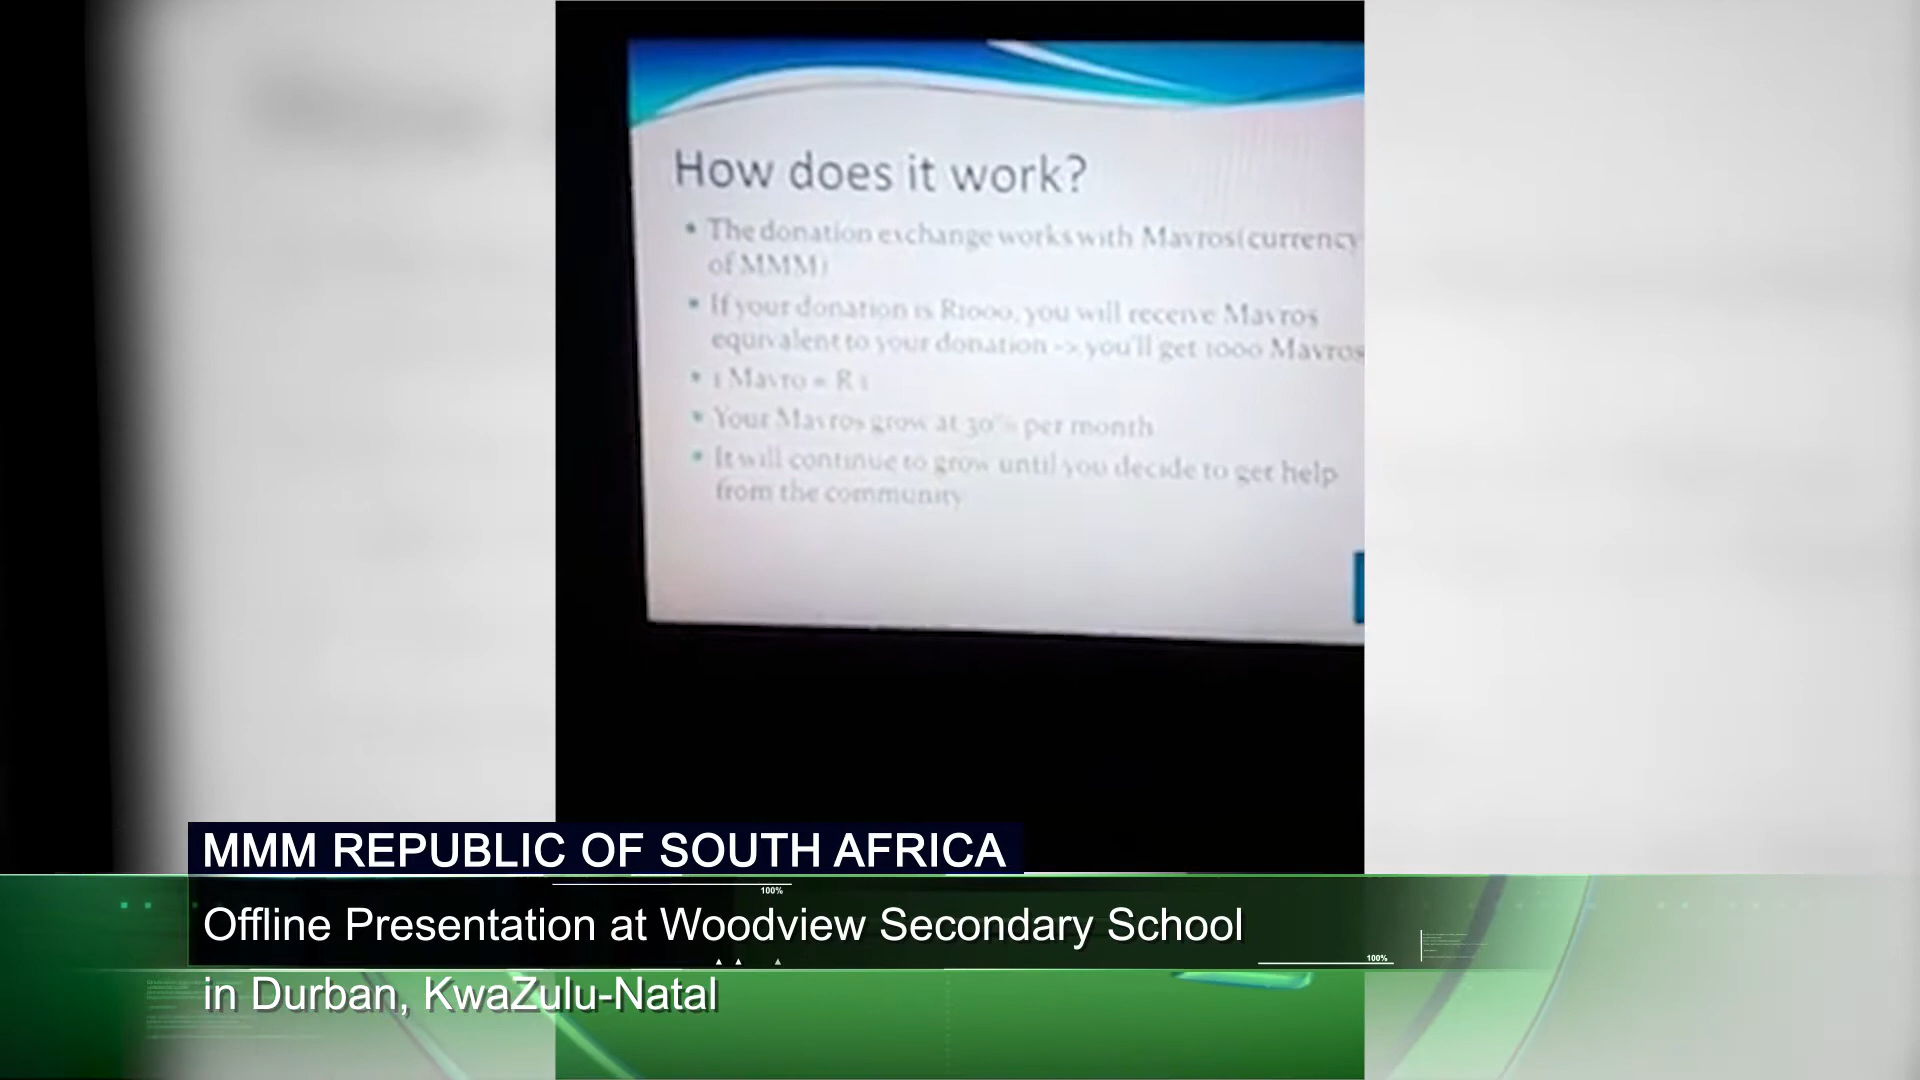 How does it work?
• The donation exchange works with Mavros(currency
of MMM)
• If your donation is R1000, you will receive Mavros
equivalent to your donation -> you'll get 1000 Mavros
• 1 Mavro = R 1
• Your Mavros grow at 30% per month
• It will continue to grow until you decide to get help
from the community
MMM REPUBLIC OF SOUTH AFRICA
100%
Offline Presentation at Woodview Secondary School
100%
in Durban, KwaZulu-Natal